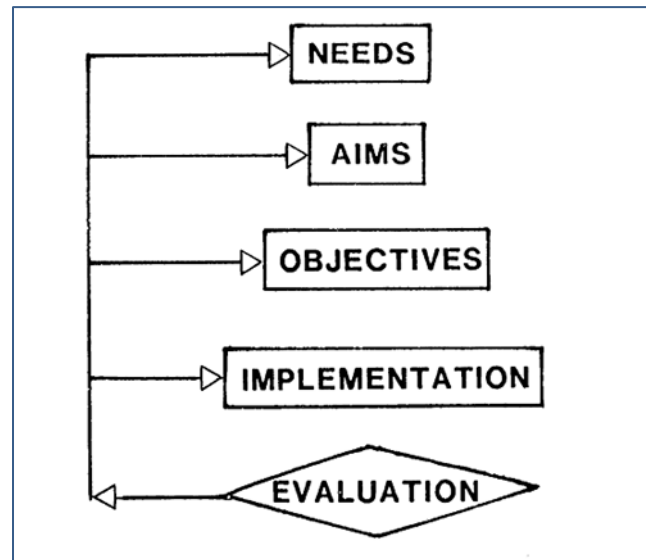 NEEDS
AIMS
OBJECTIVES
IMPLEMENTATION
EVALUATION